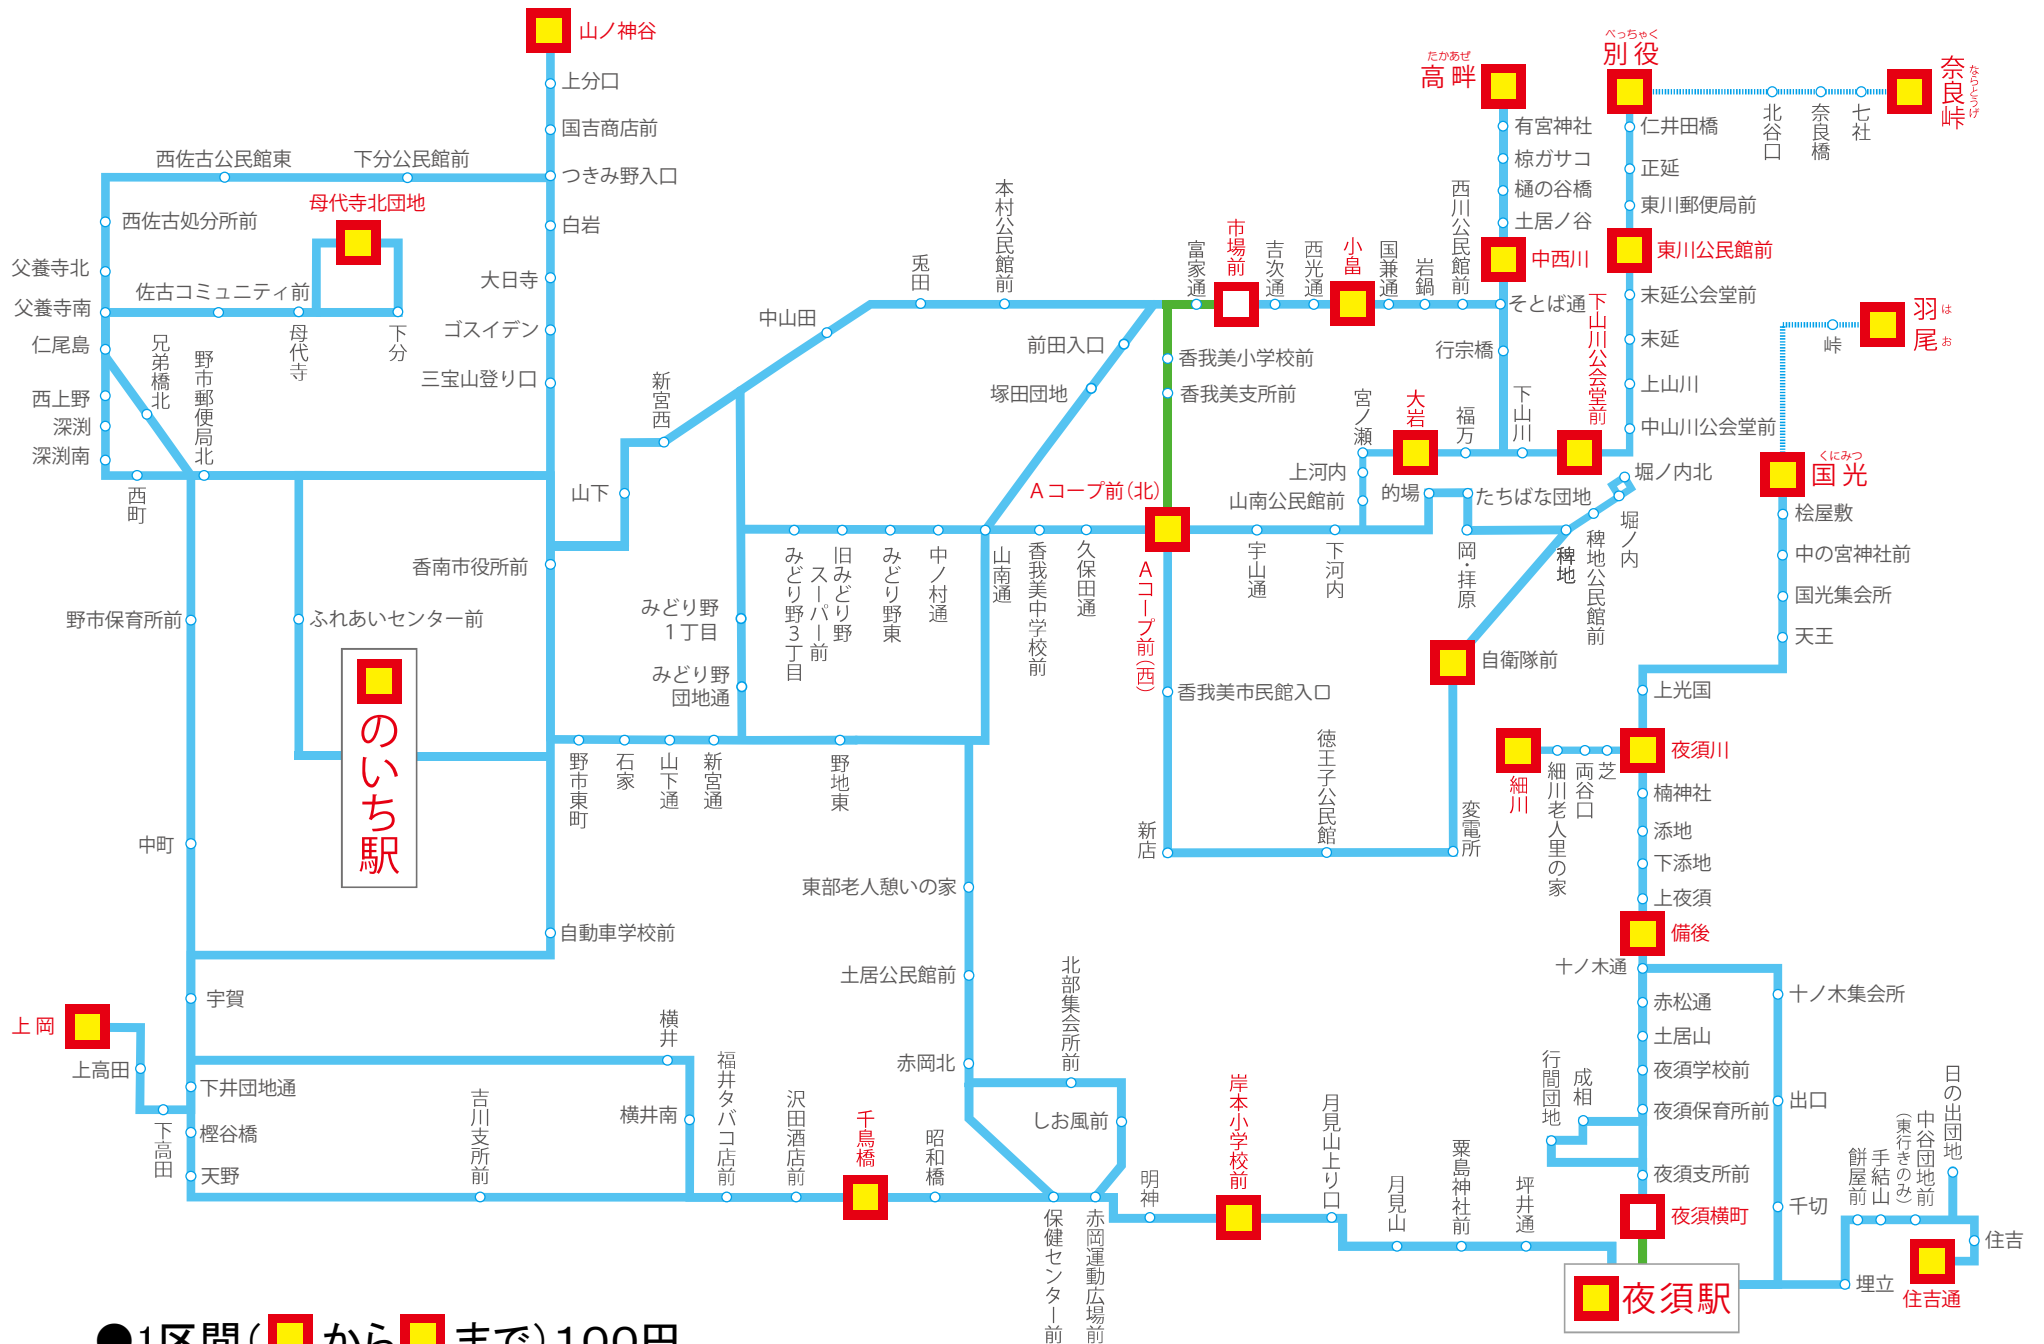 山ノ神谷
上分口
国吉商店前
つきみ野入口
白岩
大日寺
ゴスイデン
三宝山登り口
西佐古公民館東
下分公民館前
母代寺北団地
西佐古処分所前
父養寺北
父養寺南
佐古コミュニティ前
母代寺
下分
仁尾島
兄弟橋北
野市郵便局北
西上野
深渕
深渕南
西町
新宮西
山下
香南市役所前
野市保育所前
ふれあいセンター前
のいち駅
中町
自動車学校前
宇賀
上岡
上高田
下高田
下井団地通
樫谷橋
天野
横井
横井南
吉川支所前
福井タバコ店前
沢田酒店前
千鳥橋
昭和橋
保健センター前
赤岡運動広場前
北部集会所前
しお風前
赤岡北
土居公民館前
東部老人憩いの家
野市東町
石家
山下通
新宮通
野地東
みどり野
1丁目
みどり野
団地通
みどり野3丁目
旧みどり野
スーパー前
みどり野東
中ノ村通
山南通
香我美中学校前
久保田通
中山田
兎田
本村公民館前
前田入口
塚田団地
富家通
市場前
吉次通
西光通
小畠
国兼通
岩鍋
西川公民館前
そとば通
香我美小学校前
香我美支所前
Aコープ前(北)
Aコープ前(西)
香我美市民館入口
新店
徳王子公民館
変電所
自衛隊前
宇山通
下河内
山南公民館前
上河内
宮ノ瀬
大岩
福万
下山川
下山川公会堂前
行宗橋
的場
たちばな団地
岡・拝原
稗地
稗地公民館前
堀ノ内
堀ノ内北
たかあぜ
高畔
有宮神社
椋ガサコ
樋の谷橋
土居ノ谷
中西川
べっちゃく
別役
仁井田橋
正延
東川郵便局前
東川公民館前
末延公会堂前
末延
上山川
中山川公会堂前
北谷口
奈良橋
七社
奈良峠
ならとうげ
羽尾
はお
峠
くにみつ
国光
桧屋敷
中の宮神社前
国光集会所
天王
上光国
夜須川
細川
細川老人里の家
両谷口
芝
楠神社
添地
下添地
上夜須
備後
十ノ木通
赤松通
土居山
夜須学校前
夜須保育所前
成相
行間団地
夜須支所前
夜須横町
夜須駅
十ノ木集会所
出口
千切
埋立
餅屋前
手結山
中谷団地前
(東行きのみ)
日の出団地
住吉
住吉通
明神
岸本小学校前
月見山上り口
月見山
粟島神社前
坪井通
●1区間(からまで)100円